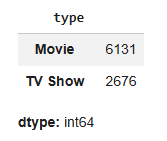 type
Movie 6131
TV Show 2676
dtype: int64